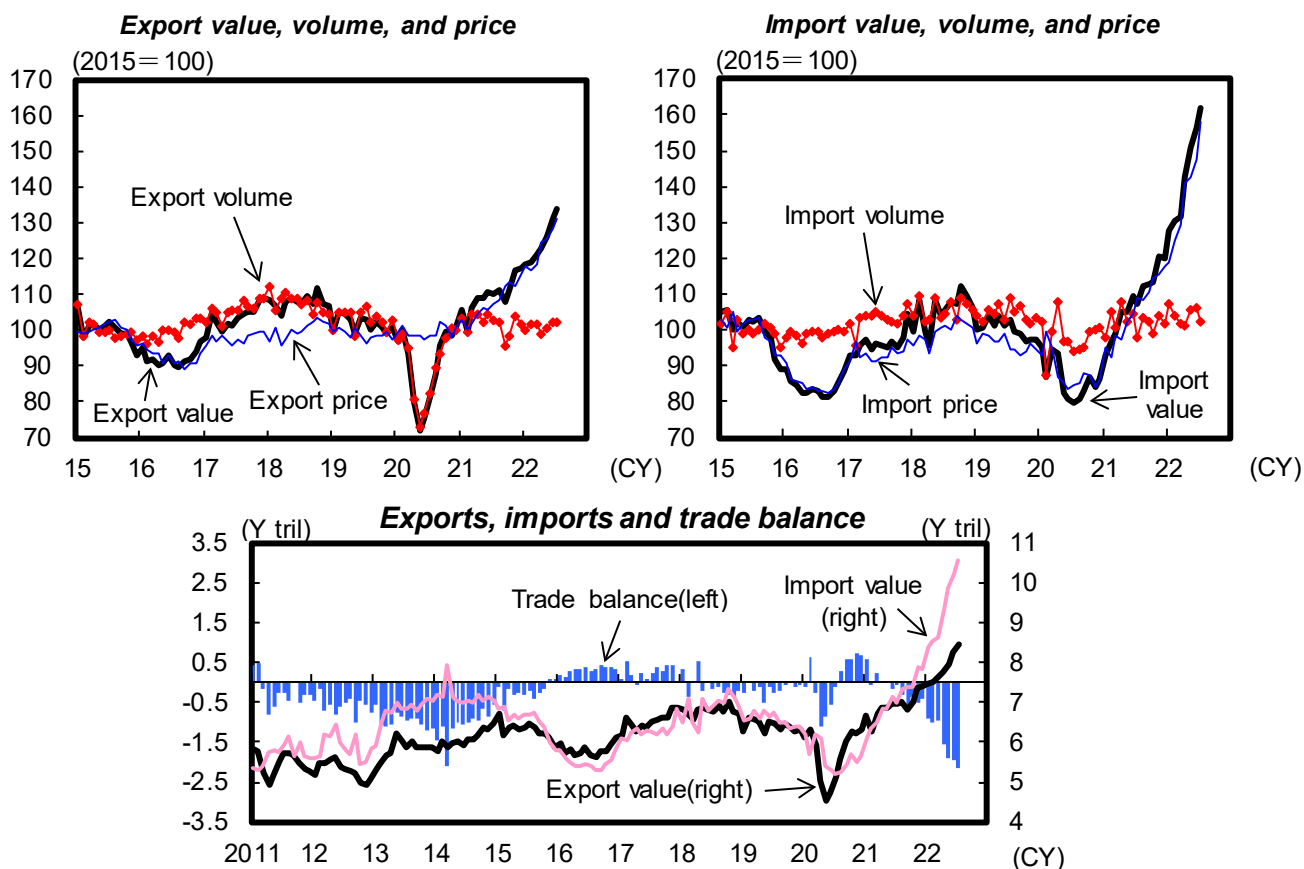 Export value, volume, and price
(2015＝100)
170
160
150
140
130
120
110
100
90
80
70
Export volume
Export value
Export price
15 16 17 18 19 20 21 22 (CY)
Import value, volume, and price
(2015＝100)
170
160
150
140
130
120
110
100
90
80
70
Import volume
Import price
Import
value
15 16 17 18 19 20 21 22 (CY)
Exports, imports and trade balance
(Y tril)
(Y tril)
3.5
2.5
1.5
0.5
-0.5
-1.5
-2.5
-3.5
Trade balance(left)
Import value
(right)
Export value(right)
11
10
9
8
7
6
5
4
2011 12 13 14 15 16 17 18 19 20 21 22 (CY)